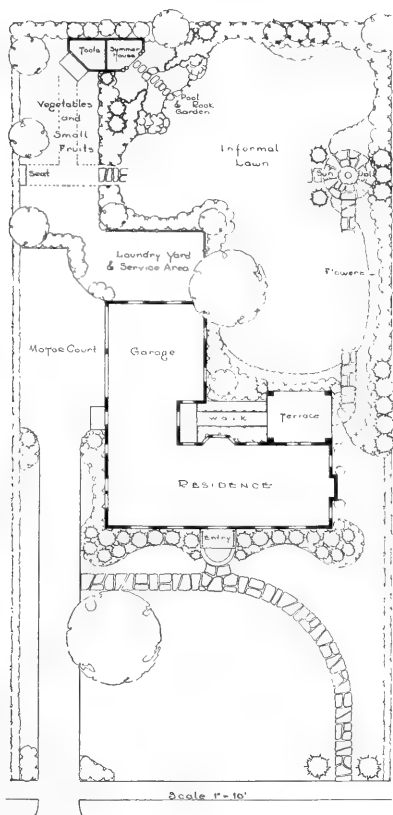 Tools
Summer
House
Vegetables
and
Small
Fruits
Pool
& Rook
Garden
Informal
Lawn
Seat
Sun Dial
Laundry Yard
& Service Area
Flowers
Motor Court
Garage
Walk
Terrace
RESIDENCE
Entry
Scale 1" = 10'